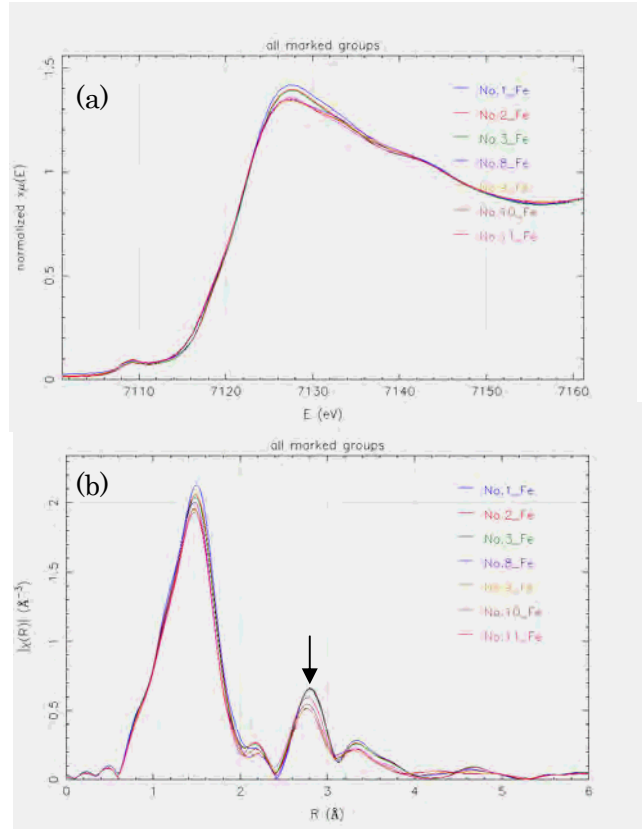 all marked groups
(a)
normalized xμ(E)
1.5
1
0.5
0
No.1_Fe
No.2_Fe
No.3_Fe
No.8_Fe
No.10_Fe
No.11_Fe
7110
7120
7130
7140
7150
7160
E (eV)
all marked groups
(b)
|χ(R)| (Å⁻³)
2
1.5
1
0.5
0
No.1_Fe
No.2_Fe
No.3_Fe
No.8_Fe
No.9_Fe
No.10_Fe
No.11_Fe
0
1
2
3
4
5
6
R (Å)